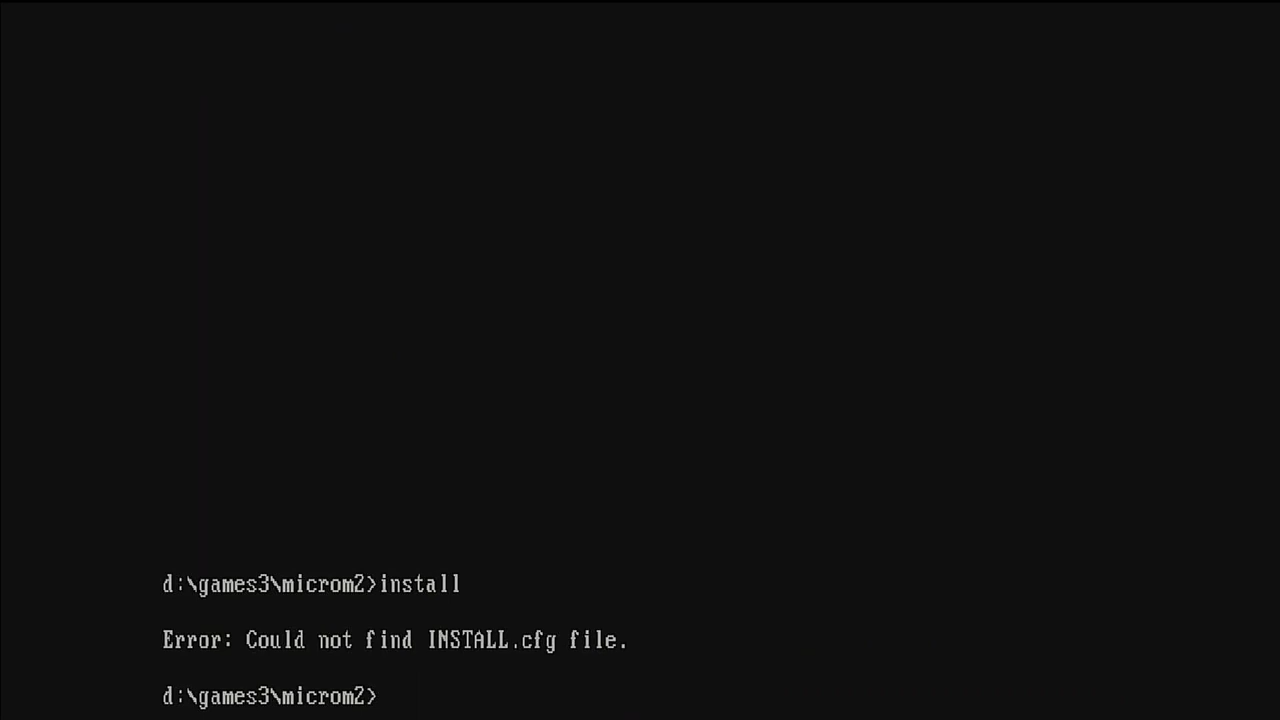 d:\games3\microm2>install
Error: Could not find INSTALL.cfg file.
d:\games3\microm2>